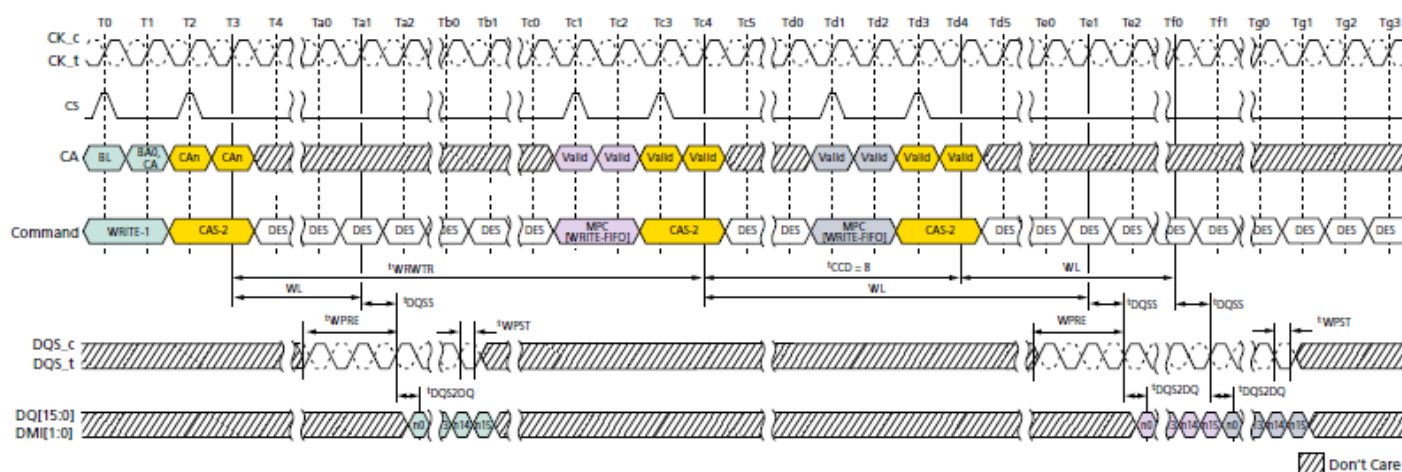 T0 T1 T2 T3 T4 Ta0 Ta1 Ta2 Tb0 Tb1 Tc0 Tc1 Tc2 Tc3 Tc4 Tc5 Td0 Td1 Td2 Td3 Td4 Td5 Te0 Te1 Te2 Tf0 Tf1 Tg0 Tg1 Tg2 Tg3
CK_c
CK_t
CS
CA BL BA0, CA CAn CAn Valid Valid Valid Valid Valid Valid Valid Valid
Command WRITE-1 CAS-2 DES DES DES DES DES DES DES MPC [WRITE-FIFO] CAS-2 DES DES MPC [WRITE-FIFO] CAS-2 DES DES DES DES DES DES DES DES DES DES
tWRWTR tCCD = 8 WL
WL WL
tDQSS tDQSS tDQSS
tWPRE tWPST WPRE tWPST
DQS_c
DQS_t
tDQS2DQ tDQS2DQ tDQS2DQ
DQ[15:0] n0 3 n14 n15 n0 3 n14 n15 n0 3 n14 n15
DMI[1:0]
Don't Care